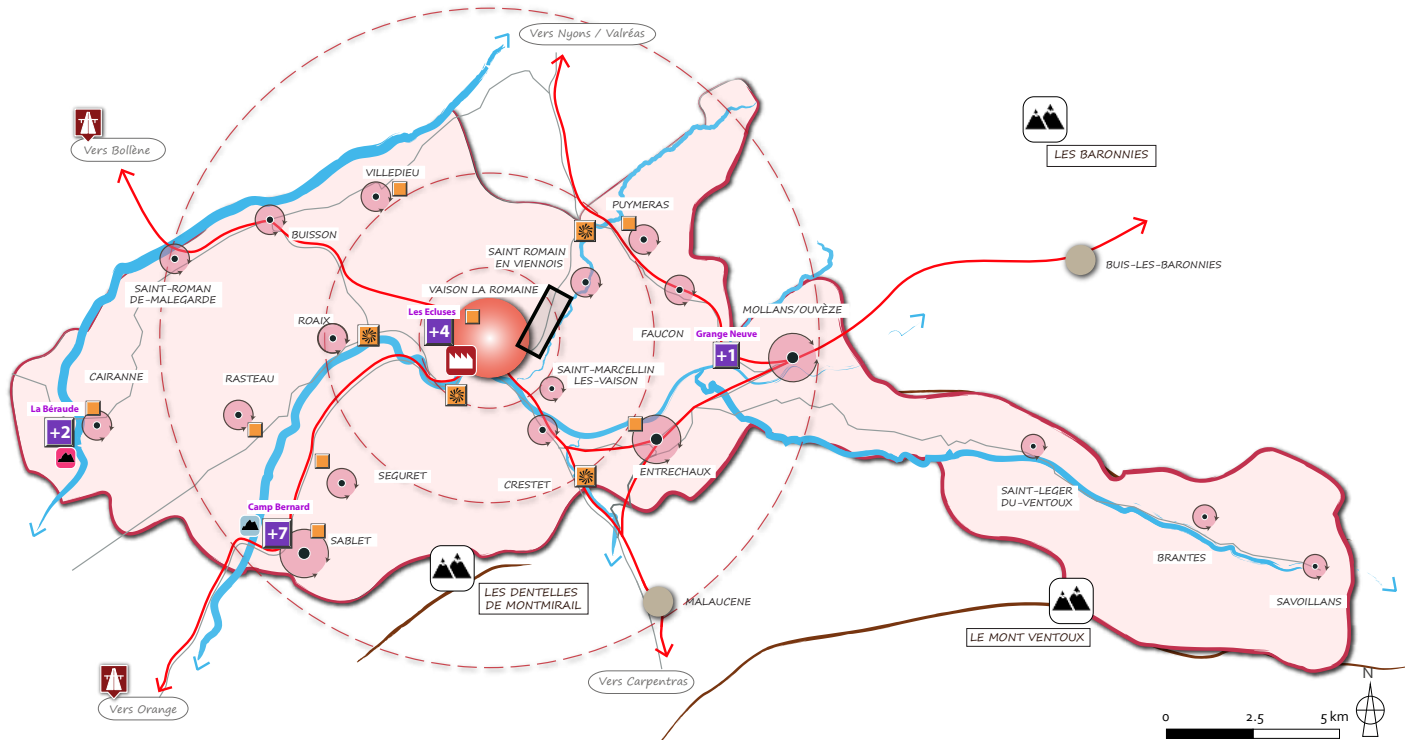 Vers Nyons / Valréas
Vers Bollène
LES BARONNIES
VILLEDIEU
PUYMERAS
BUISSON
SAINT ROMAIN
EN VIENNOIS
BUIS-LES-BARONNIES
SAINT-ROMAN
DE-MALEGARDE
VAISON LA ROMAINE
MOLLANS/OUVÈZE
Les Ecluses
+4
ROAIX
FAUCON
Grange Neuve
+1
CAIRANNE
RASTEAU
SAINT-MARCELLIN
LES-VAISON
La Béraude
+2
SEGURET
CRESTET
ENTRECHAUX
SAINT-LEGER
DU-VENTOUX
Camp Bernard
+7
SABLET
BRANTES
LES DENTELLES
DE MONTMIRAIL
MALAUCENE
SAVOILLANS
LE MONT VENTOUX
Vers Carpentras
Vers Orange
N
0 2.5 5 km